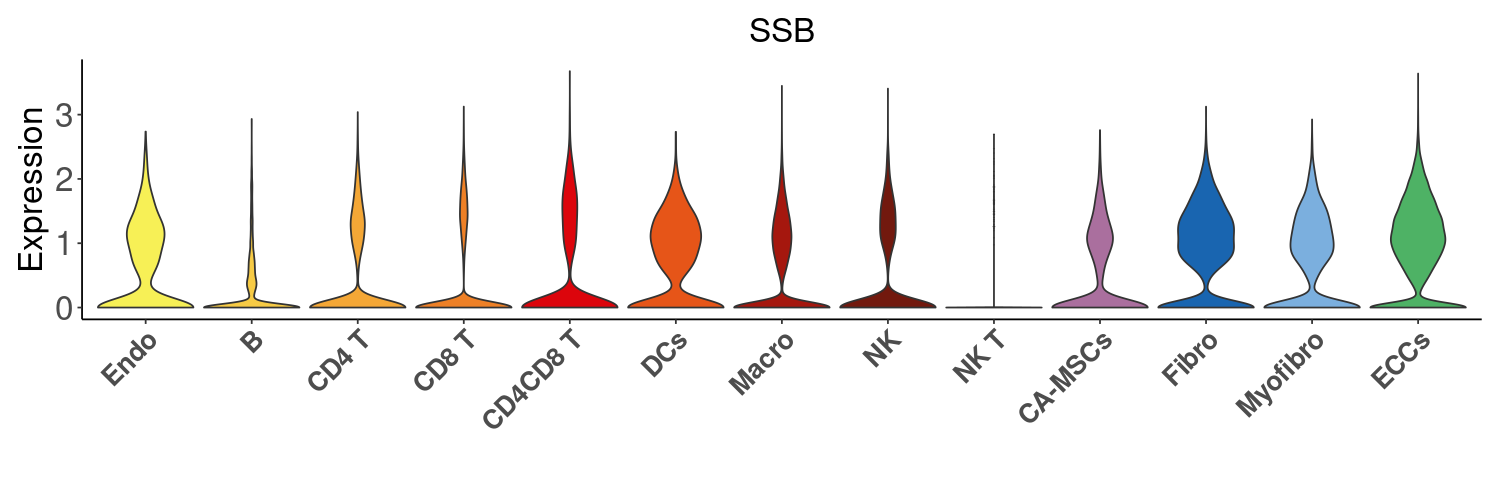 SSB
Expression
3
2
1
0
Endo
B
CD4 T
CD8 T
CD4CD8 T
DCs
Macro
NK
NK T
CA-MSCs
Fibro
Myofibro
ECCs